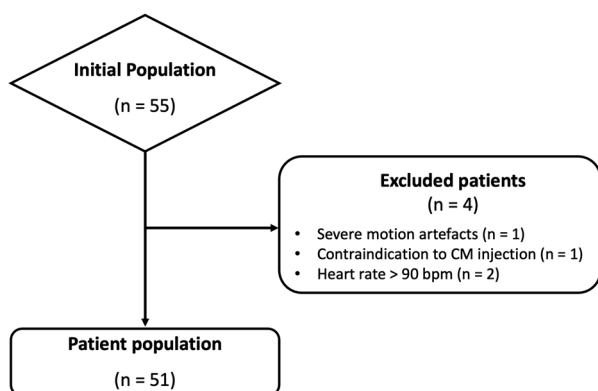 Initial Population
(n = 55)
Excluded patients
(n = 4)
• Severe motion artefacts (n = 1)
• Contraindication to CM injection (n = 1)
• Heart rate > 90 bpm (n = 2)
Patient population
(n = 51)